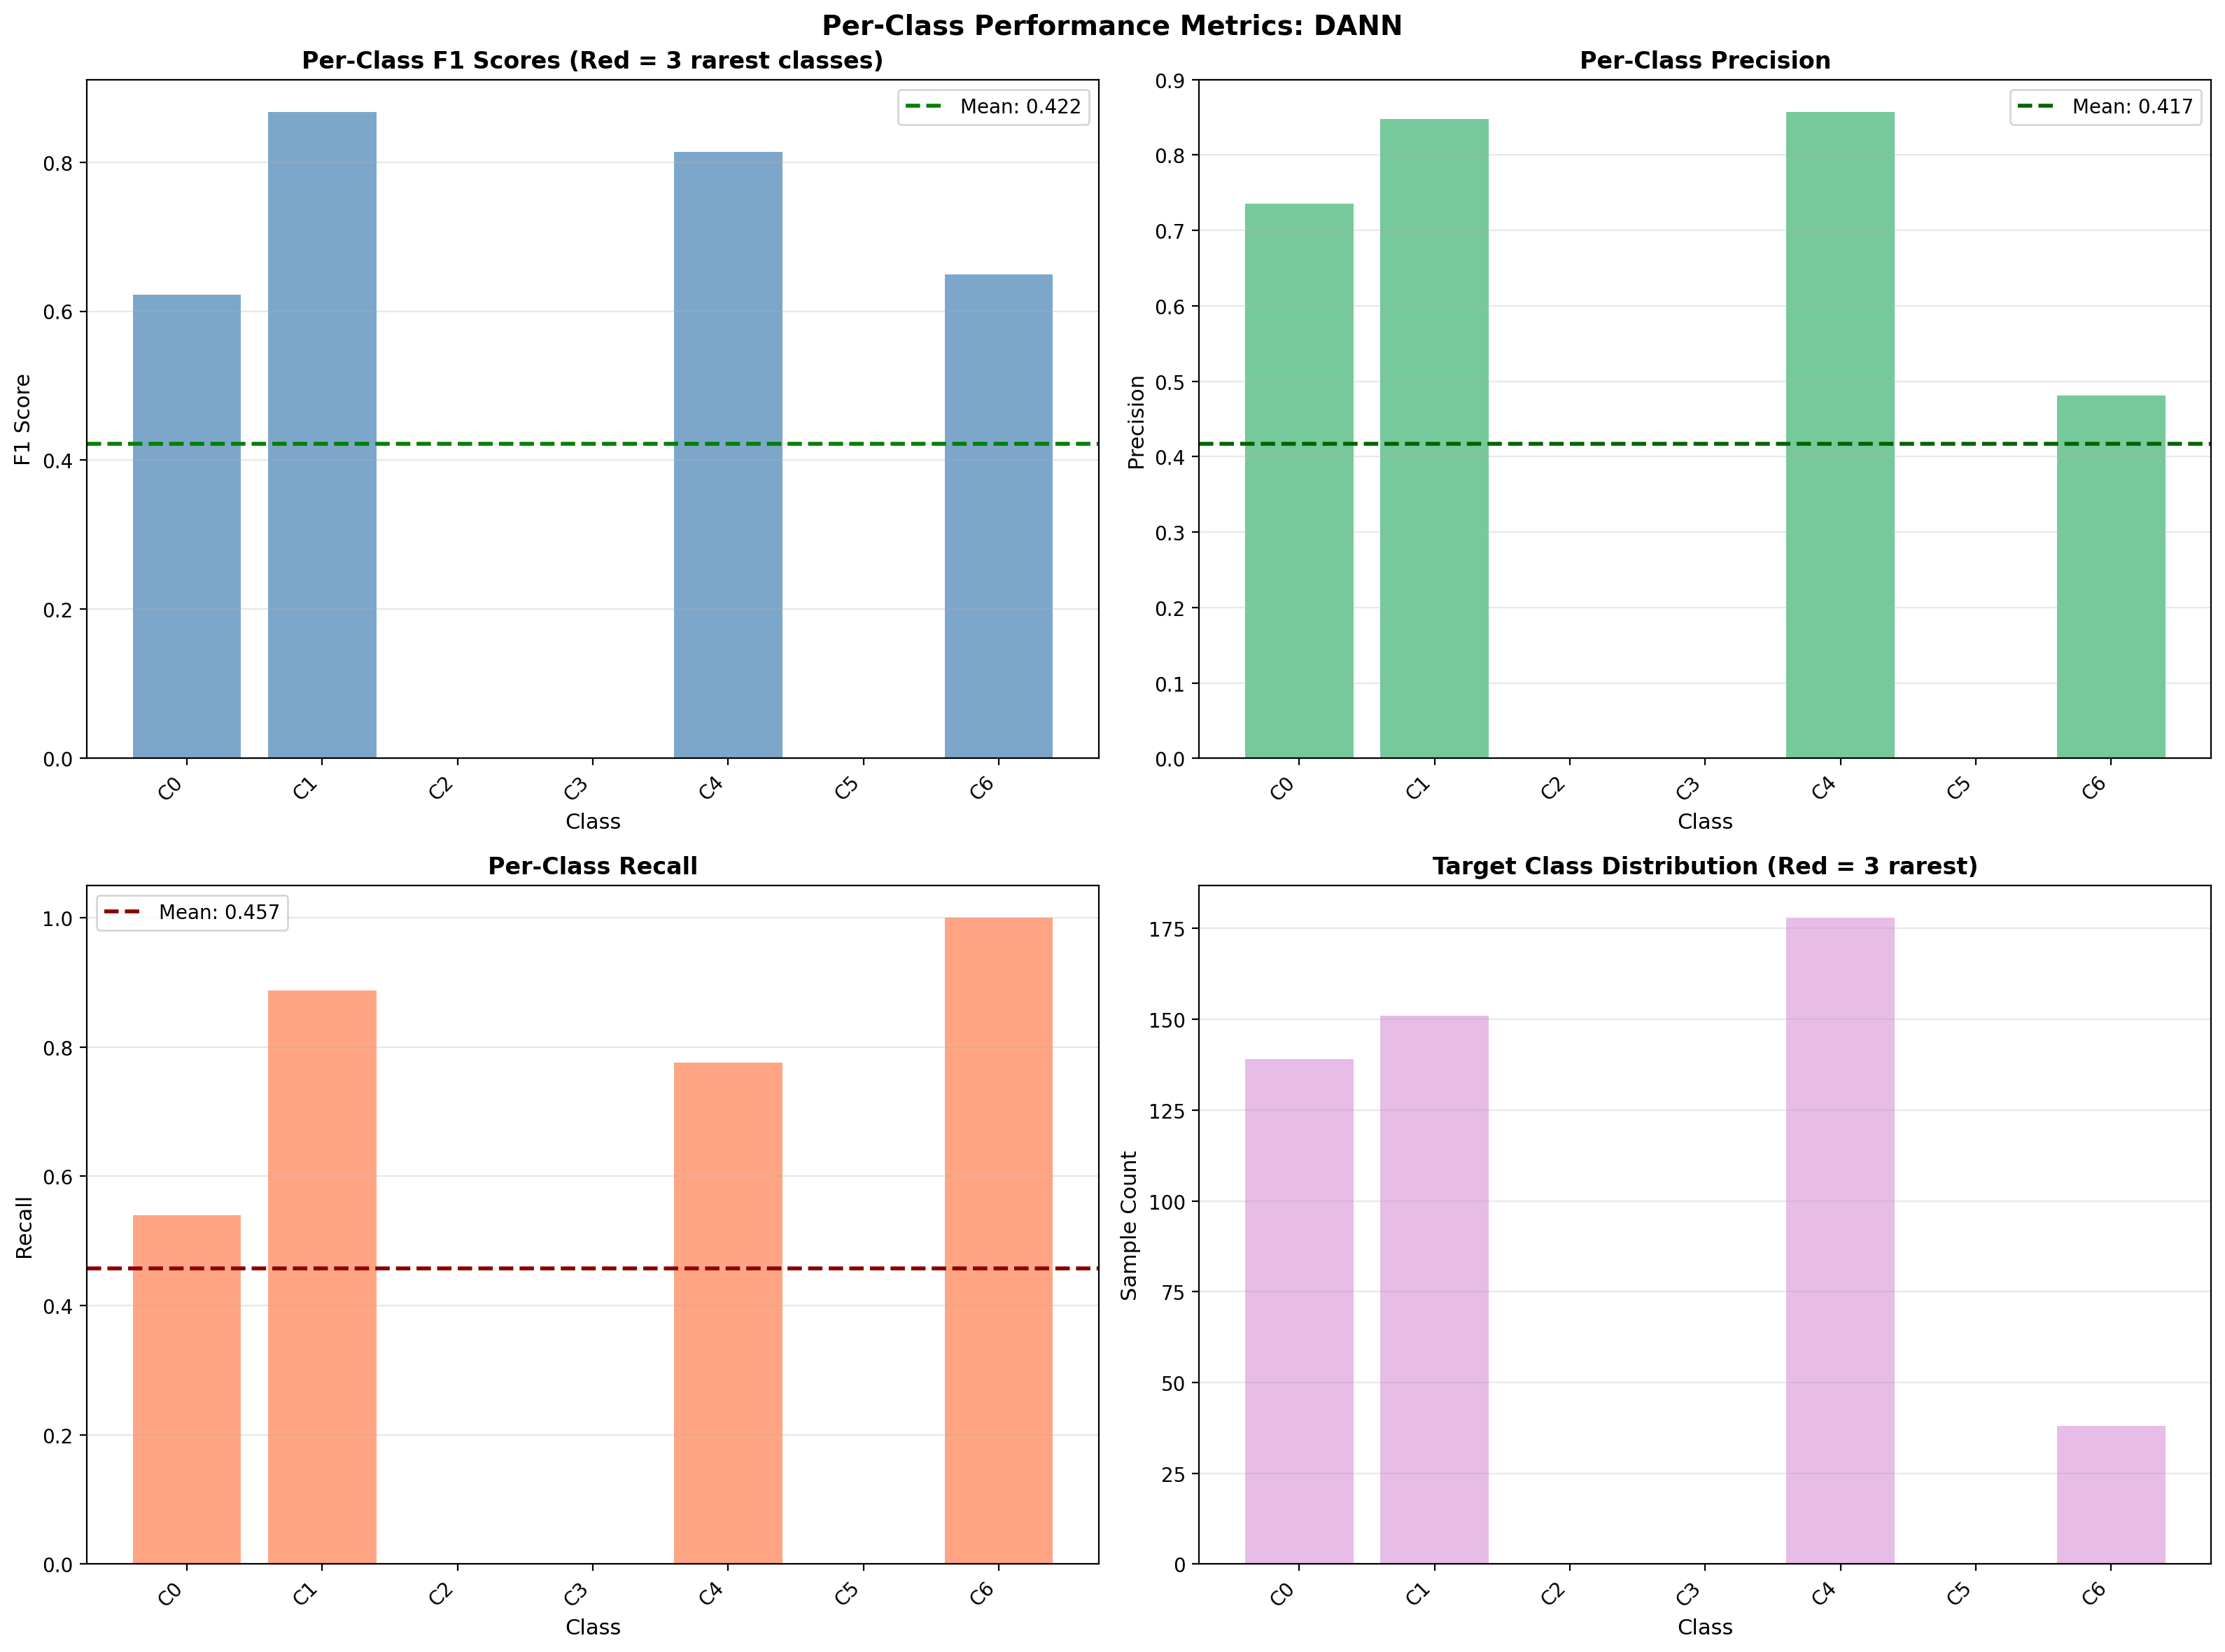 Per-Class Performance Metrics: DANN
Per-Class F1 Scores (Red = 3 rarest classes)
Mean: 0.422
F1 Score
0.8
0.6
0.4
0.2
0.0
C0 C1 C2 C3 C4 C5 C6
Class
Per-Class Precision
Mean: 0.417
Precision
0.9
0.8
0.7
0.6
0.5
0.4
0.3
0.2
0.1
0.0
C0 C1 C2 C3 C4 C5 C6
Class
Per-Class Recall
Mean: 0.457
Recall
1.0
0.8
0.6
0.4
0.2
0.0
C0 C1 C2 C3 C4 C5 C6
Class
Target Class Distribution (Red = 3 rarest)
Sample Count
175
150
125
100
75
50
25
0
C0 C1 C2 C3 C4 C5 C6
Class